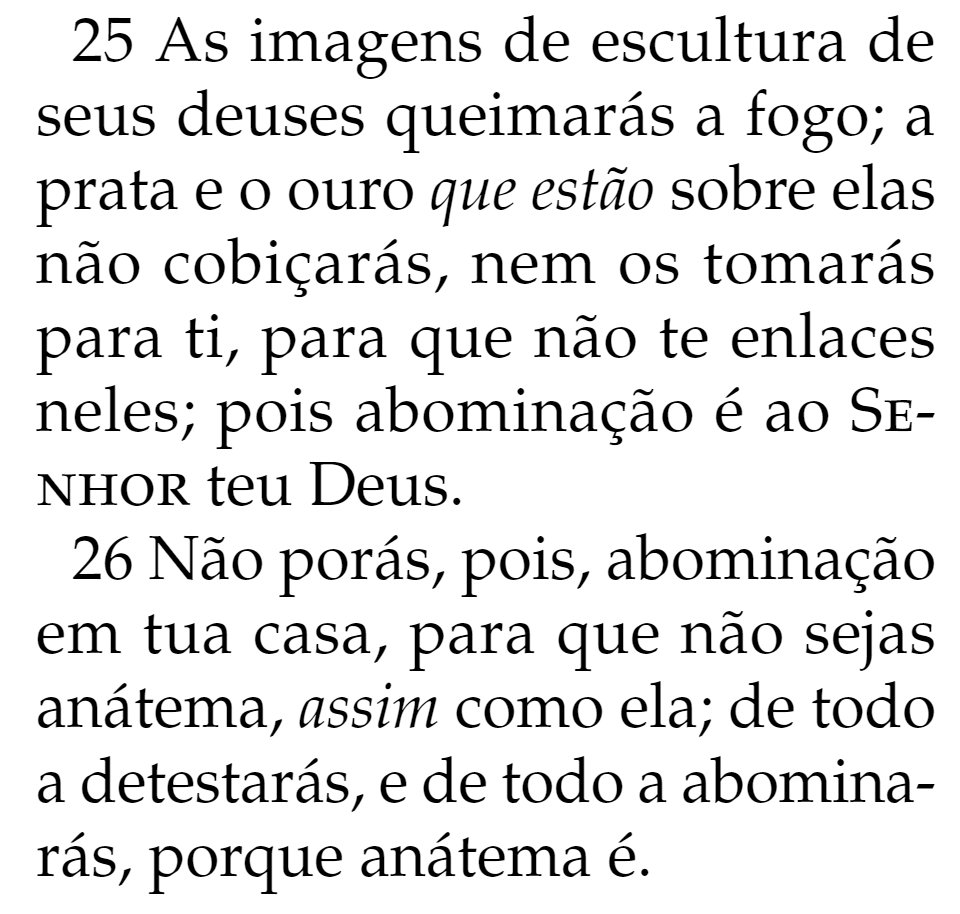 25 As imagens de escultura de
seus deuses queimarás a fogo; a
prata e o ouro que estão sobre elas
não cobiçarás, nem os tomarás
para ti, para que não te enlaces
neles; pois abominação é ao SE-
NHOR teu Deus.
26 Não porás, pois, abominação
em tua casa, para que não sejas
anátema, assim como ela; de todo
a detestarás, e de todo a abomina-
rás, porque anátema é.